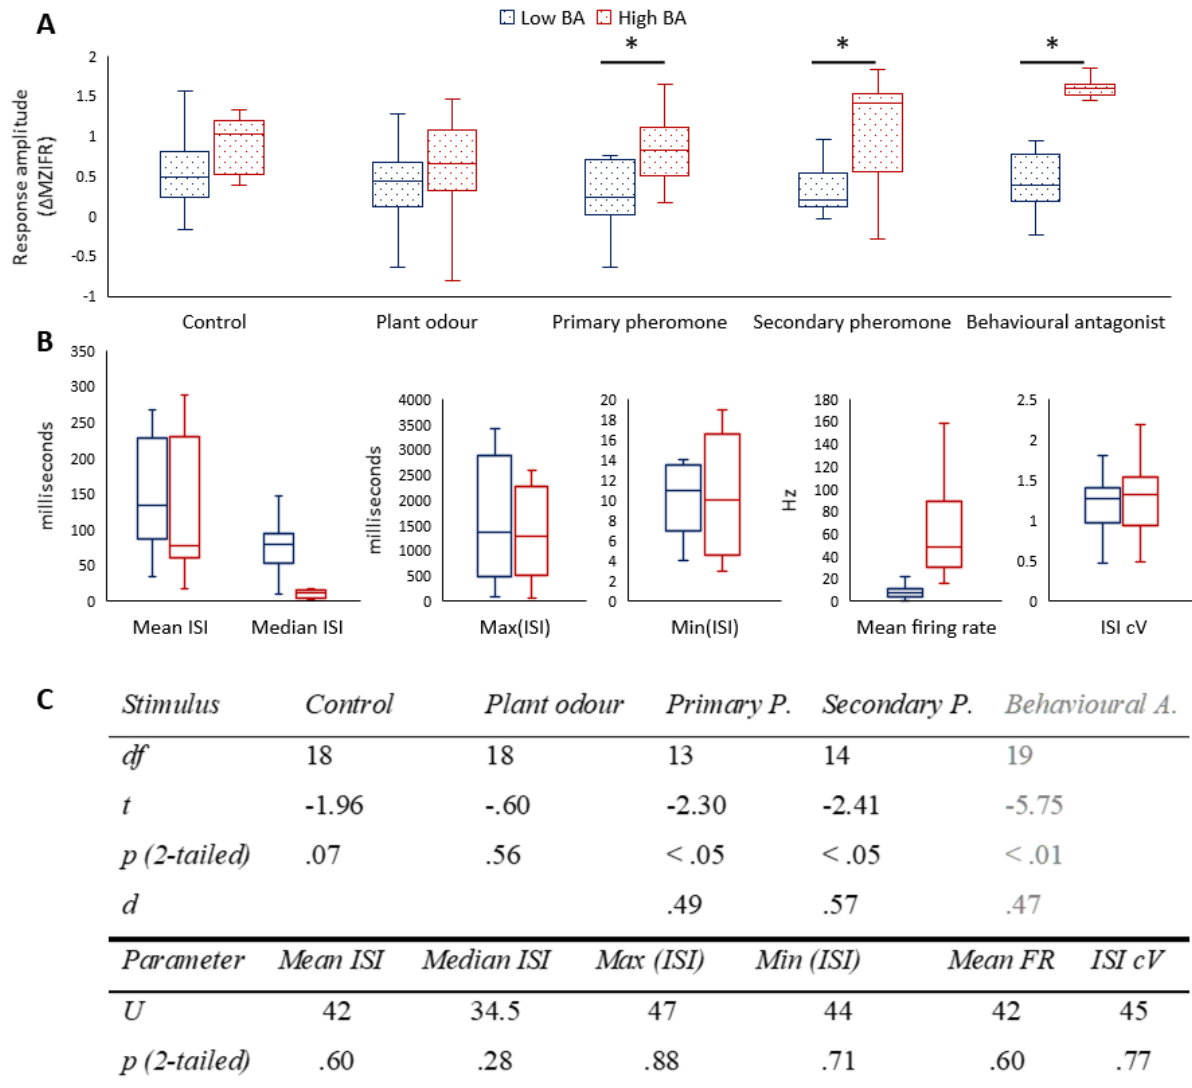 A
Low BA High BA
* * *
Response amplitude
(ΔMZIFR)
2
1.5
1
0.5
0
-0.5
-1
Control Plant odour Primary pheromone Secondary pheromone Behavioural antagonist
B
milliseconds
350
300
250
200
150
100
50
0
Mean ISI Median ISI
milliseconds
4000
3500
3000
2500
2000
1500
1000
500
0
Max(ISI)
20
18
16
14
12
10
8
6
4
2
0
Min(ISI)
Hz
180
160
140
120
100
80
60
40
20
0
Mean firing rate
2.5
2
1.5
1
0.5
0
ISI cV
C
Stimulus Control Plant odour Primary P. Secondary P. Behavioural A.
df 18 18 13 14 19
t -1.96 -.60 -2.30 -2.41 -5.75
p (2-tailed) .07 .56 < .05 < .05 < .01
d .49 .57 .47
Parameter Mean ISI Median ISI Max (ISI) Min (ISI) Mean FR ISI cV
U 42 34.5 47 44 42 45
p (2-tailed) .60 .28 .88 .71 .60 .77